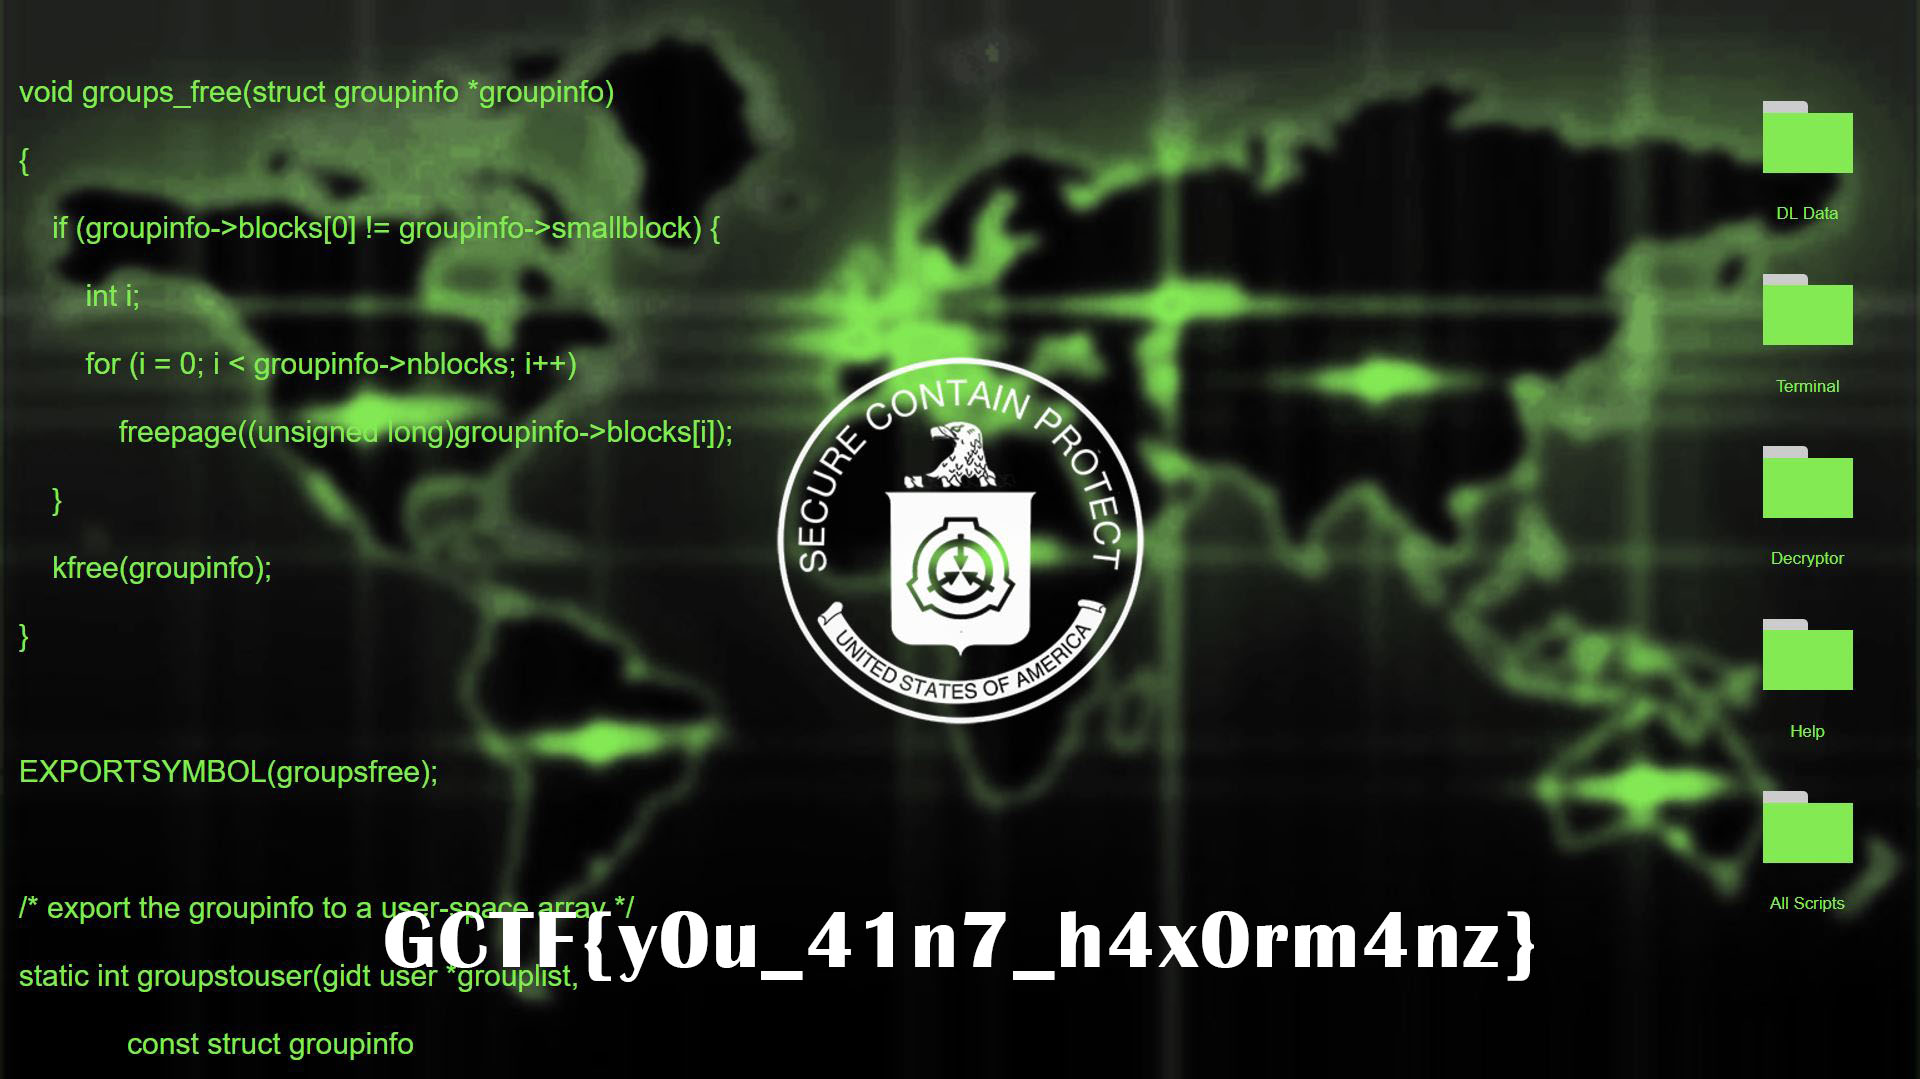 void groups_free(struct groupinfo *groupinfo)
{
if (groupinfo->blocks[0] != groupinfo->smallblock) {
int i;
for (i = 0; i < groupinfo->nblocks; i++)
freepage((unsigned long)groupinfo->blocks[i]);
}
kfree(groupinfo);
}
EXPORTSYMBOL(groupsfree);
/* export the groupinfo to a user-space array */
static int groupstouser(gidt user *grouplist,
const struct groupinfo
SECURE CONTAIN PROTECT
UNITED STATES OF AMERICA
GCTF{y0u_41n7_h4x0rm4nz}
DL Data
Terminal
Decryptor
Help
All Scripts